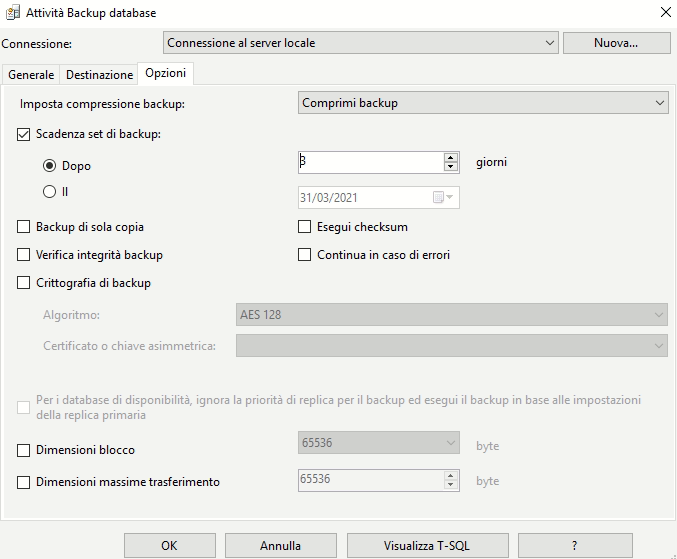 Attività Backup database
Connessione: Connessione al server locale Nuova...
Generale Destinazione Opzioni
Imposta compressione backup: Comprimi backup
Scadenza set di backup:
Dopo 3 giorni
Il 31/03/2021
Backup di sola copia Esegui checksum
Verifica integrità backup Continua in caso di errori
Crittografia di backup
Algoritmo: AES 128
Certificato o chiave asimmetrica:
Per i database di disponibilità, ignora la priorità di replica per il backup ed esegui il backup in base alle impostazioni
della replica primaria
Dimensioni blocco 65536 byte
Dimensioni massime trasferimento 65536 byte
OK Annulla Visualizza T-SQL ?